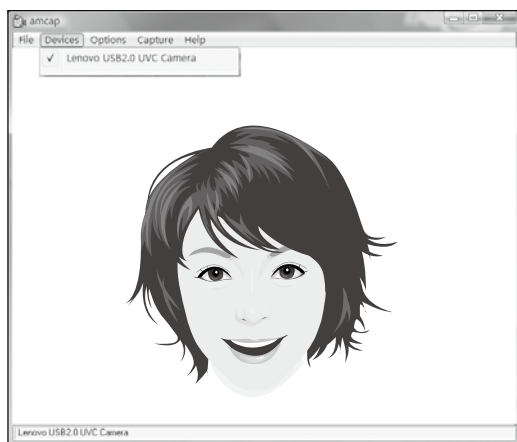 amcap
File Devices Options Capture Help
✓ Lenovo USB2.0 UVC Camera
Lenovo USB2.0 UVC Camera